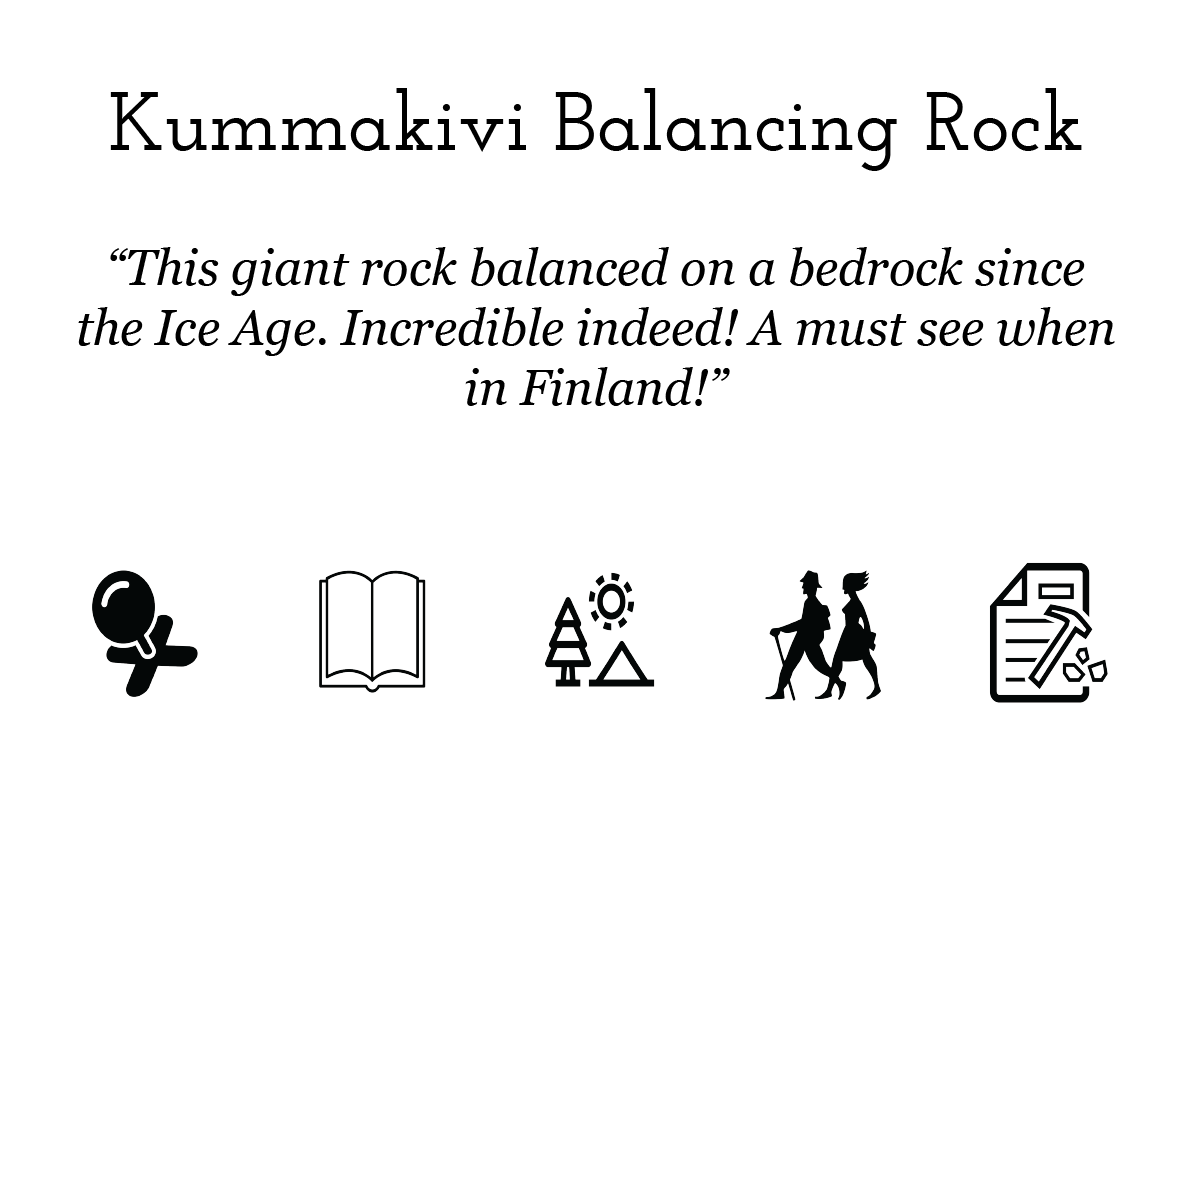 Kummakivi Balancing Rock
“This giant rock balanced on a bedrock since
the Ice Age. Incredible indeed! A must see when
in Finland!”